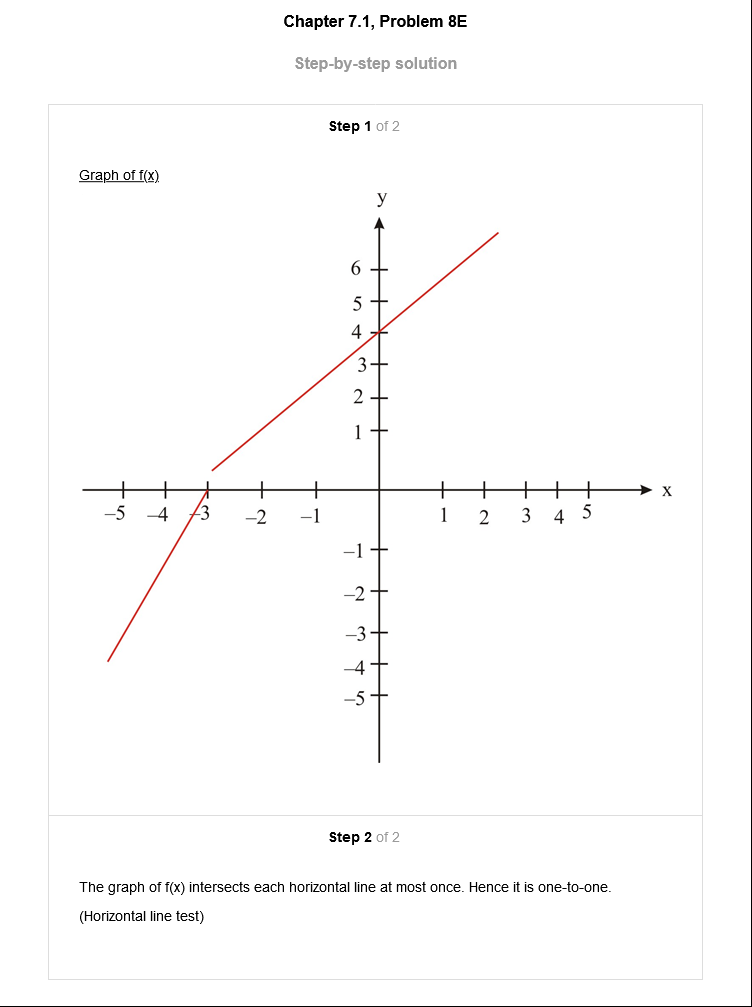 Chapter 7.1, Problem 8E
Step-by-step solution
Step 1 of 2
Graph of f(x)
y
6
5
4
3
2
1
–5 –4 –3 –2 –1 1 2 3 4 5 x
–1
–2
–3
–4
–5
Step 2 of 2
The graph of f(x) intersects each horizontal line at most once. Hence it is one-to-one.
(Horizontal line test)